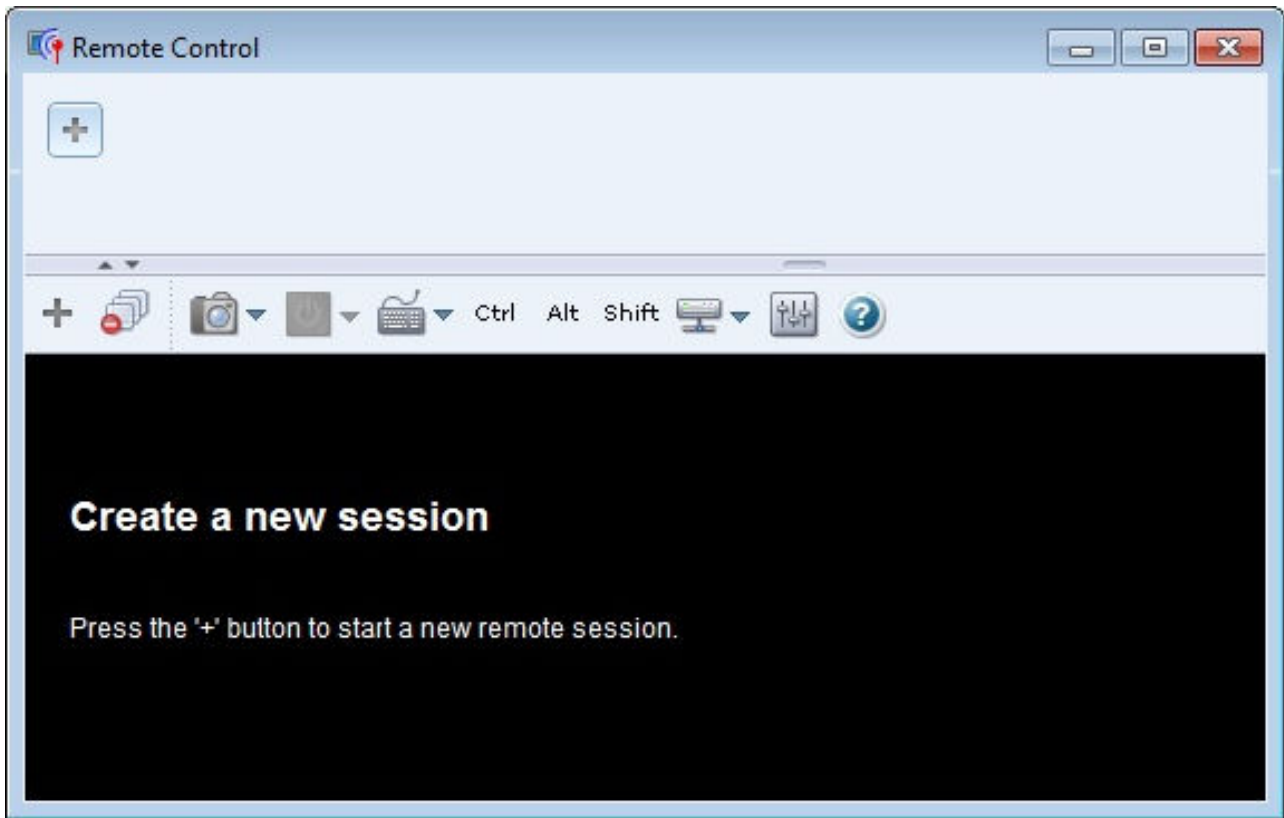 Remote Control
Ctrl Alt Shift
Create a new session
Press the '+' button to start a new remote session.